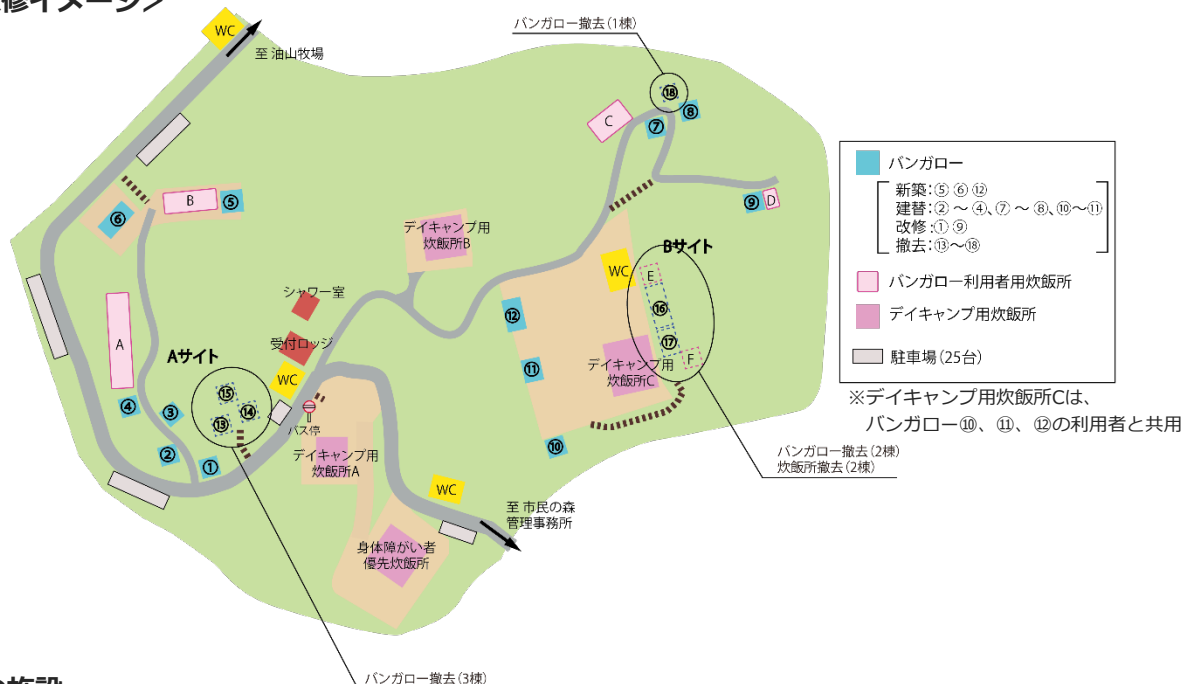 修イメージ＞
バンガロー撤去(1棟)
WC
至 油山牧場
⑱
⑧
⑦
C
B
⑤
⑥
⑨
D
デイキャンプ用
炊飯所B
Bサイト
WC
E
⑯
⑰
F
シャワー室
⑫
受付ロッジ
⑪
デイキャンプ用
炊飯所C
A
Aサイト
WC
⑮
⑭
⑬
④
③
②
①
バス停
⑩
デイキャンプ用
炊飯所A
WC
至 市民の森
管理事務所
身体障がい者
優先炊飯所
バンガロー撤去(2棟)
炊飯所撤去(2棟)
バンガロー撤去(3棟)
バンガロー
新築:⑤ ⑥ ⑫
建替:② ～ ④、⑦ ～ ⑧、⑩～⑪
改修:① ⑨
撤去:⑬～⑱
バンガロー利用者用炊飯所
デイキャンプ用炊飯所
駐車場(25台)
※デイキャンプ用炊飯所Cは、
バンガロー⑩、⑪、⑫の利用者と共用